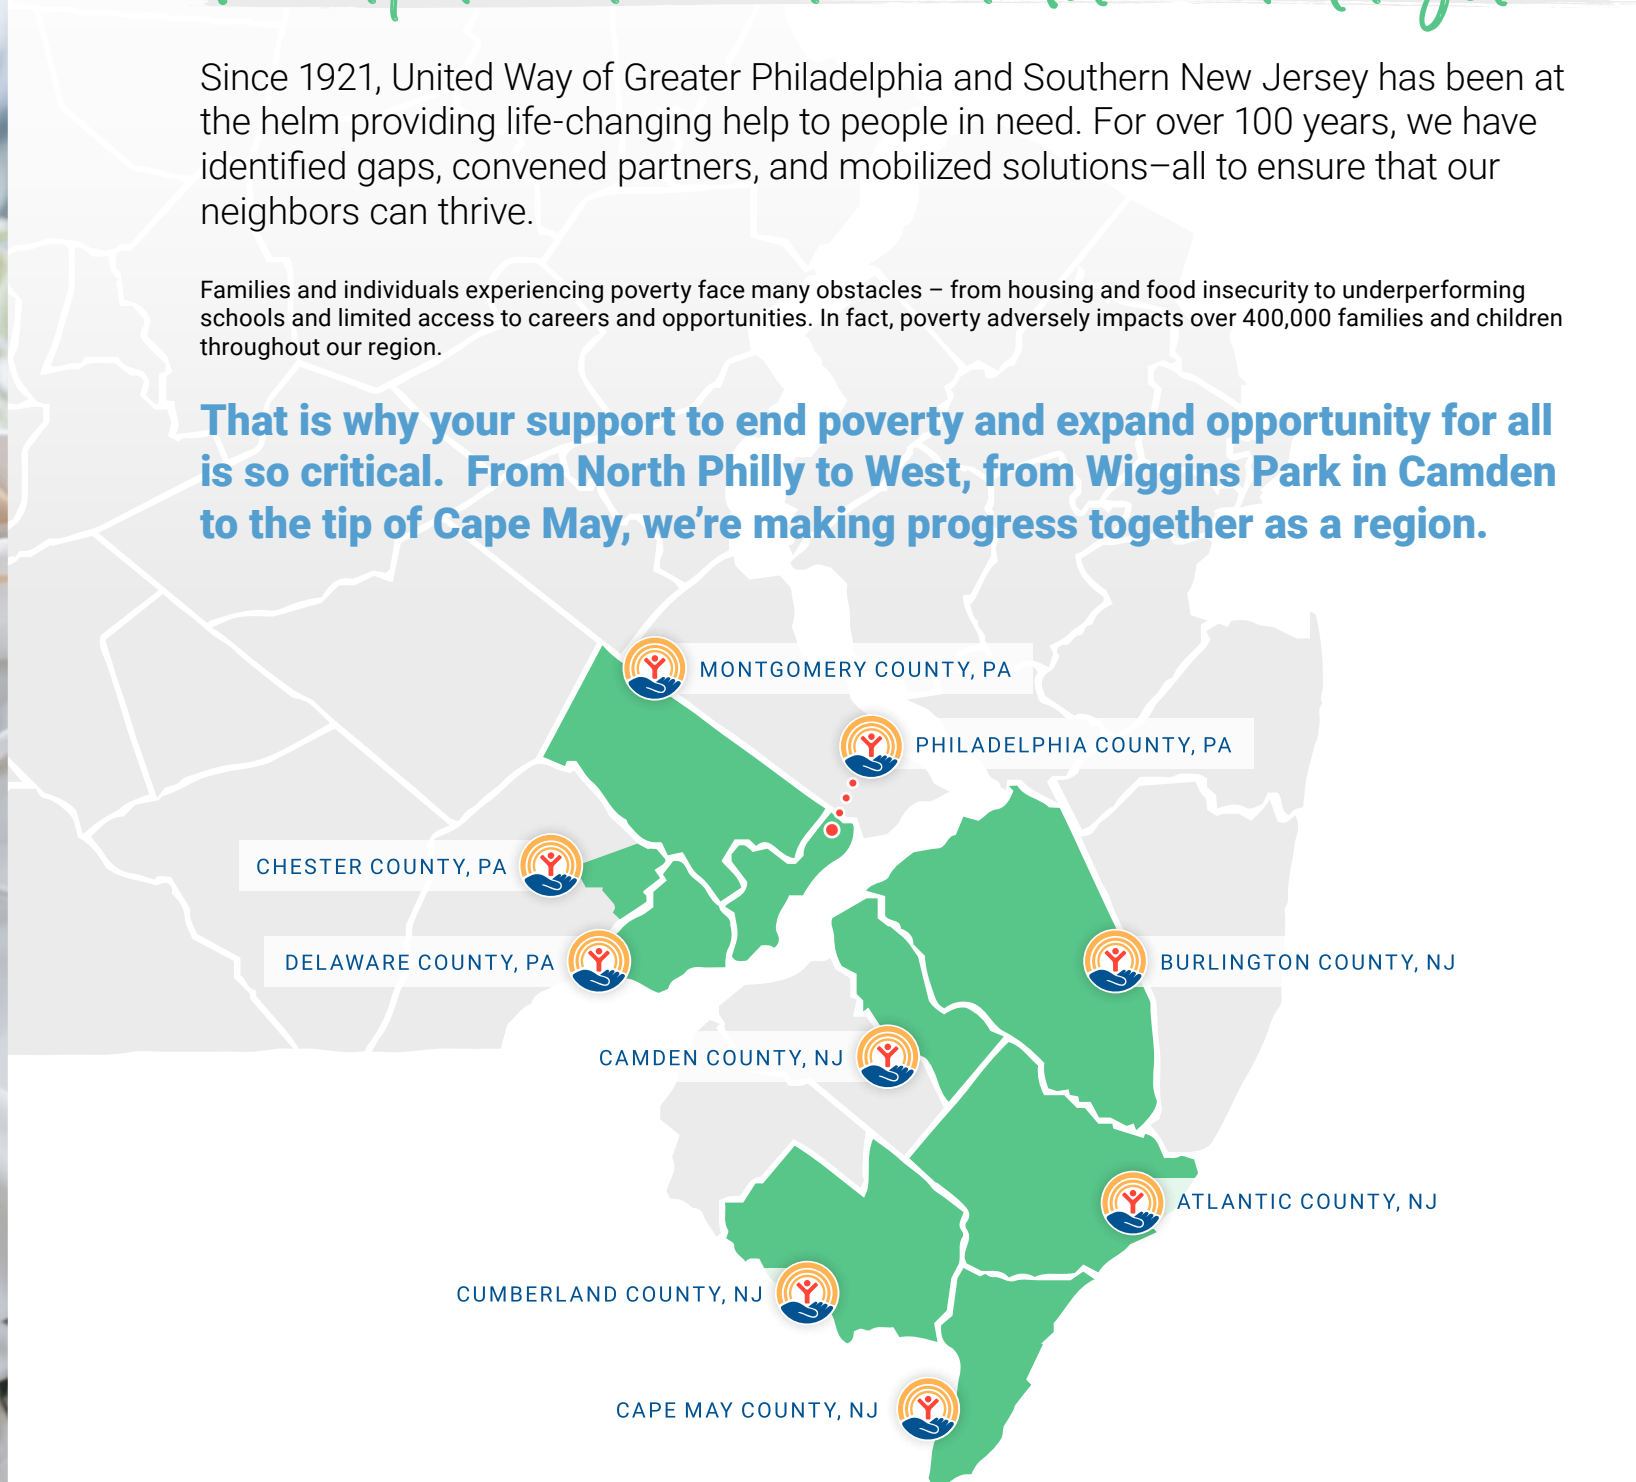 Since 1921, United Way of Greater Philadelphia and Southern New Jersey has been at
the helm providing life-changing help to people in need. For over 100 years, we have
identified gaps, convened partners, and mobilized solutions–all to ensure that our
neighbors can thrive.
Families and individuals experiencing poverty face many obstacles – from housing and food insecurity to underperforming
schools and limited access to careers and opportunities. In fact, poverty adversely impacts over 400,000 families and children
throughout our region.
That is why your support to end poverty and expand opportunity for all
is so critical.  From North Philly to West, from Wiggins Park in Camden
to the tip of Cape May, we’re making progress together as a region.
MONTGOMERY COUNTY, PA
PHILADELPHIA COUNTY, PA
CHESTER COUNTY, PA
DELAWARE COUNTY, PA
BURLINGTON COUNTY, NJ
CAMDEN COUNTY, NJ
ATLANTIC COUNTY, NJ
CUMBERLAND COUNTY, NJ
CAPE MAY COUNTY, NJ